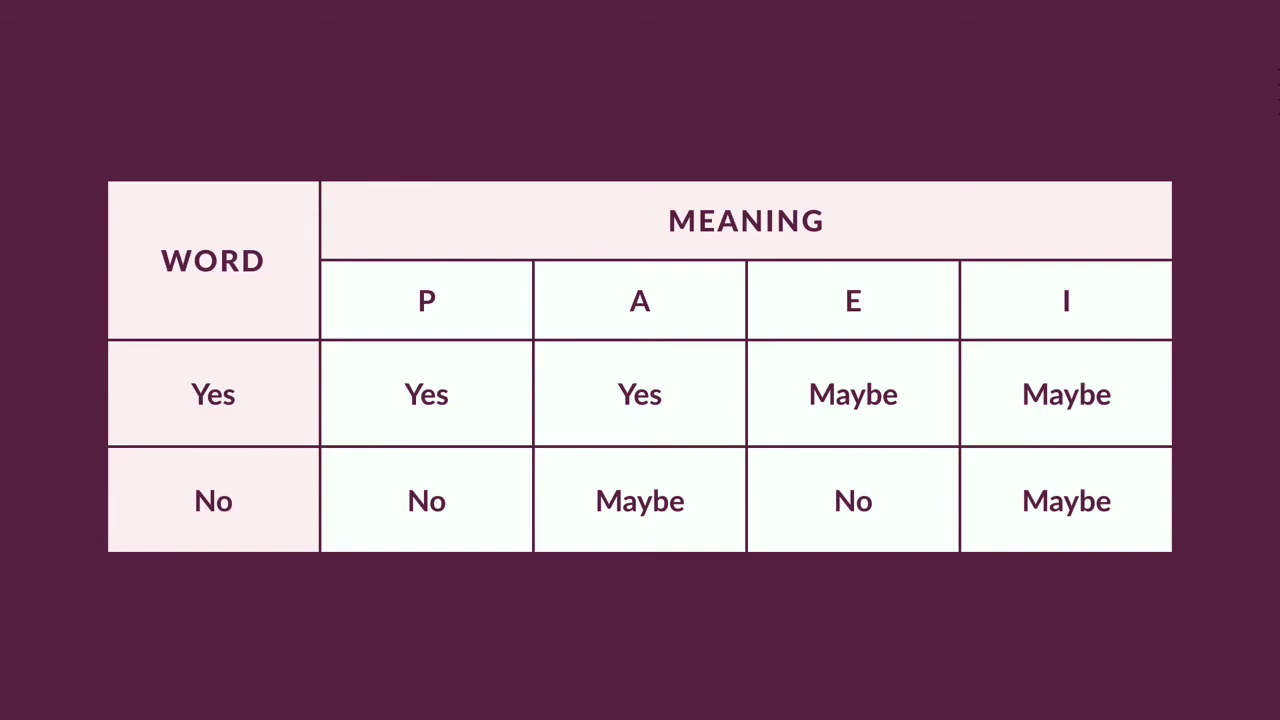 WORD MEANING
P A E I
Yes Yes Yes Maybe Maybe
No No Maybe No Maybe